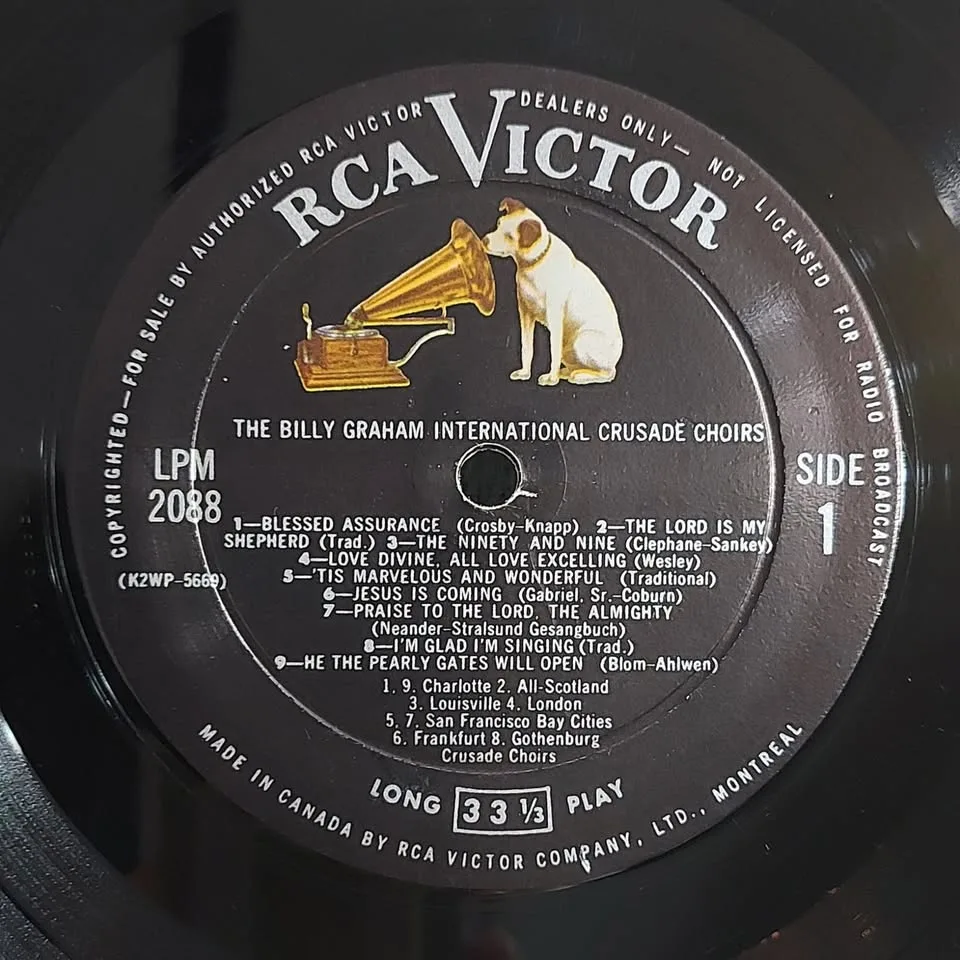 COPYRIGHTED—FOR SALE BY AUTHORIZED RCA VICTOR DEALERS ONLY— NOT LICENSED FOR RADIO BROADCAST
RCA VICTOR
THE BILLY GRAHAM INTERNATIONAL CRUSADE CHOIRS
LPM
2088
(K2WP-5669)
SIDE
1
1—BLESSED ASSURANCE (Crosby-Knapp) 2—THE LORD IS MY
SHEPHERD (Trad.) 3—THE NINETY AND NINE (Clephane-Sankey)
4—LOVE DIVINE, ALL LOVE EXCELLING (Wesley)
5—'TIS MARVELOUS AND WONDERFUL (Traditional)
6—JESUS IS COMING (Gabriel, Sr.-Coburn)
7—PRAISE TO THE LORD, THE ALMIGHTY
(Neander-Stralsund Gesangbuch)
8—I'M GLAD I'M SINGING (Trad.)
9—HE THE PEARLY GATES WILL OPEN (Blom-Ahlwen)
1, 9. Charlotte 2. All-Scotland
3. Louisville 4. London
5, 7. San Francisco Bay Cities
6. Frankfurt 8. Gothenburg
Crusade Choirs
LONG 33 1/3 PLAY
MADE IN CANADA BY RCA VICTOR COMPANY, LTD., MONTREAL